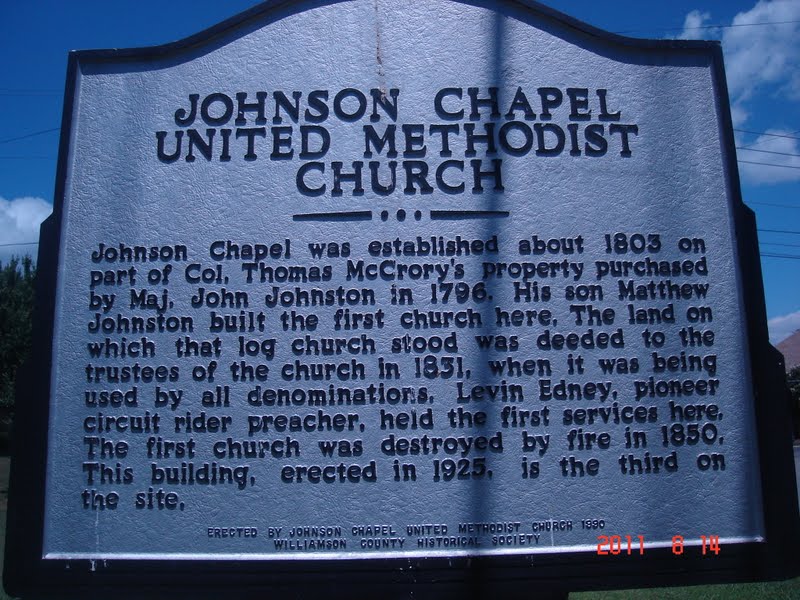 JOHNSON CHAPEL
UNITED METHODIST
CHURCH
Johnson Chapel was established about 1803 on
part of Col. Thomas McCrory's property purchased
by Maj. John Johnston in 1796. His son Matthew
Johnston built the first church here. The land on
which that log church stood was deeded to the
trustees of the church in 1831, when it was being
used by all denominations. Levin Edney, pioneer
circuit rider preacher, held the first services here.
The first church was destroyed by fire in 1850.
This building, erected in 1925, is the third on
the site.
ERECTED BY JOHNSON CHAPEL UNITED METHODIST CHURCH 1990
WILLIAMSON COUNTY HISTORICAL SOCIETY
2011 8 14